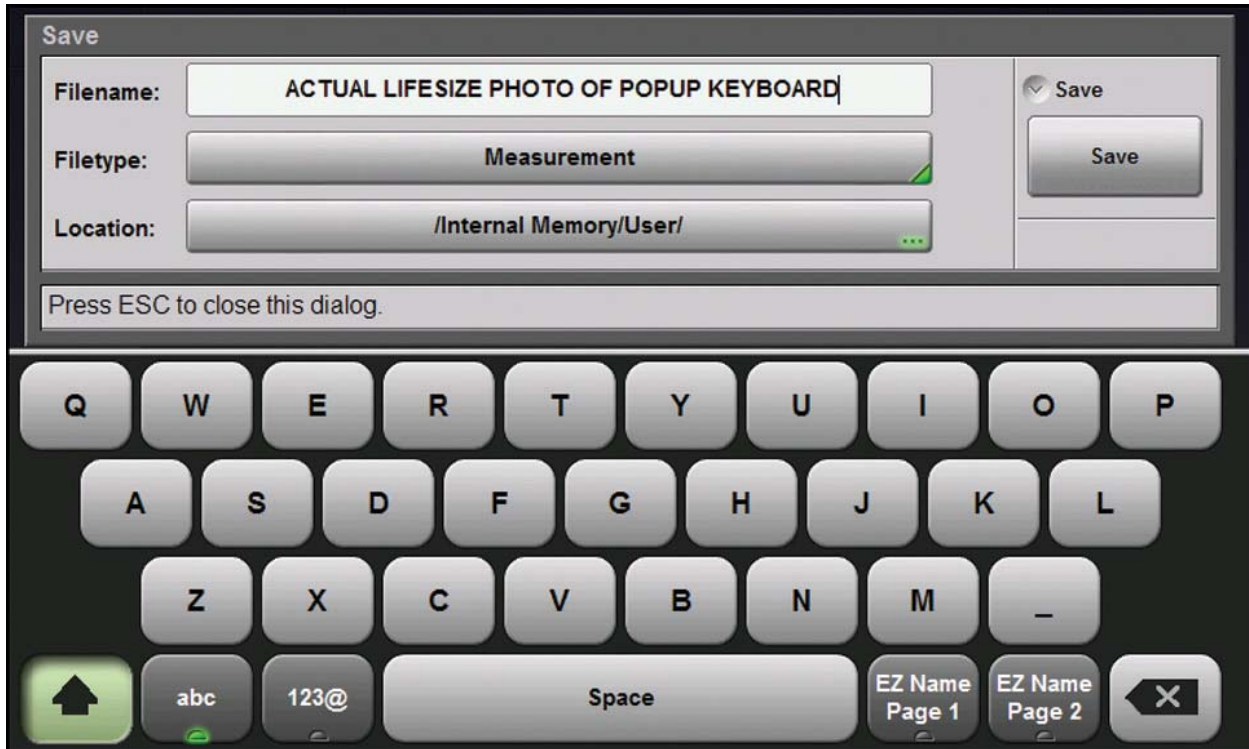 Save
Filename: ACTUAL LIFESIZE PHOTO OF POPUP KEYBOARD
Save
Filetype: Measurement
Save
Location: /Internal Memory/User/
Press ESC to close this dialog.
Q W E R T Y U I O P
A S D F G H J K L
Z X C V B N M _
abc 123@ Space EZ Name Page 1 EZ Name Page 2